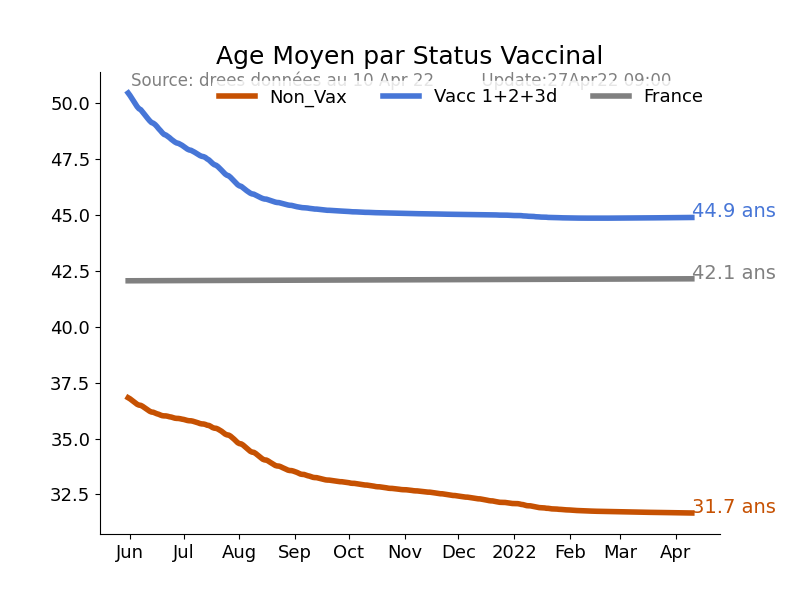 Age Moyen par Status Vaccinal
Source: drees données au 10 Apr 22 Update:27Apr22 09:00
Non_Vax Vacc 1+2+3d France
50.0
47.5
45.0
42.5
40.0
37.5
35.0
32.5
44.9 ans
42.1 ans
31.7 ans
Jun Jul Aug Sep Oct Nov Dec 2022 Feb Mar Apr